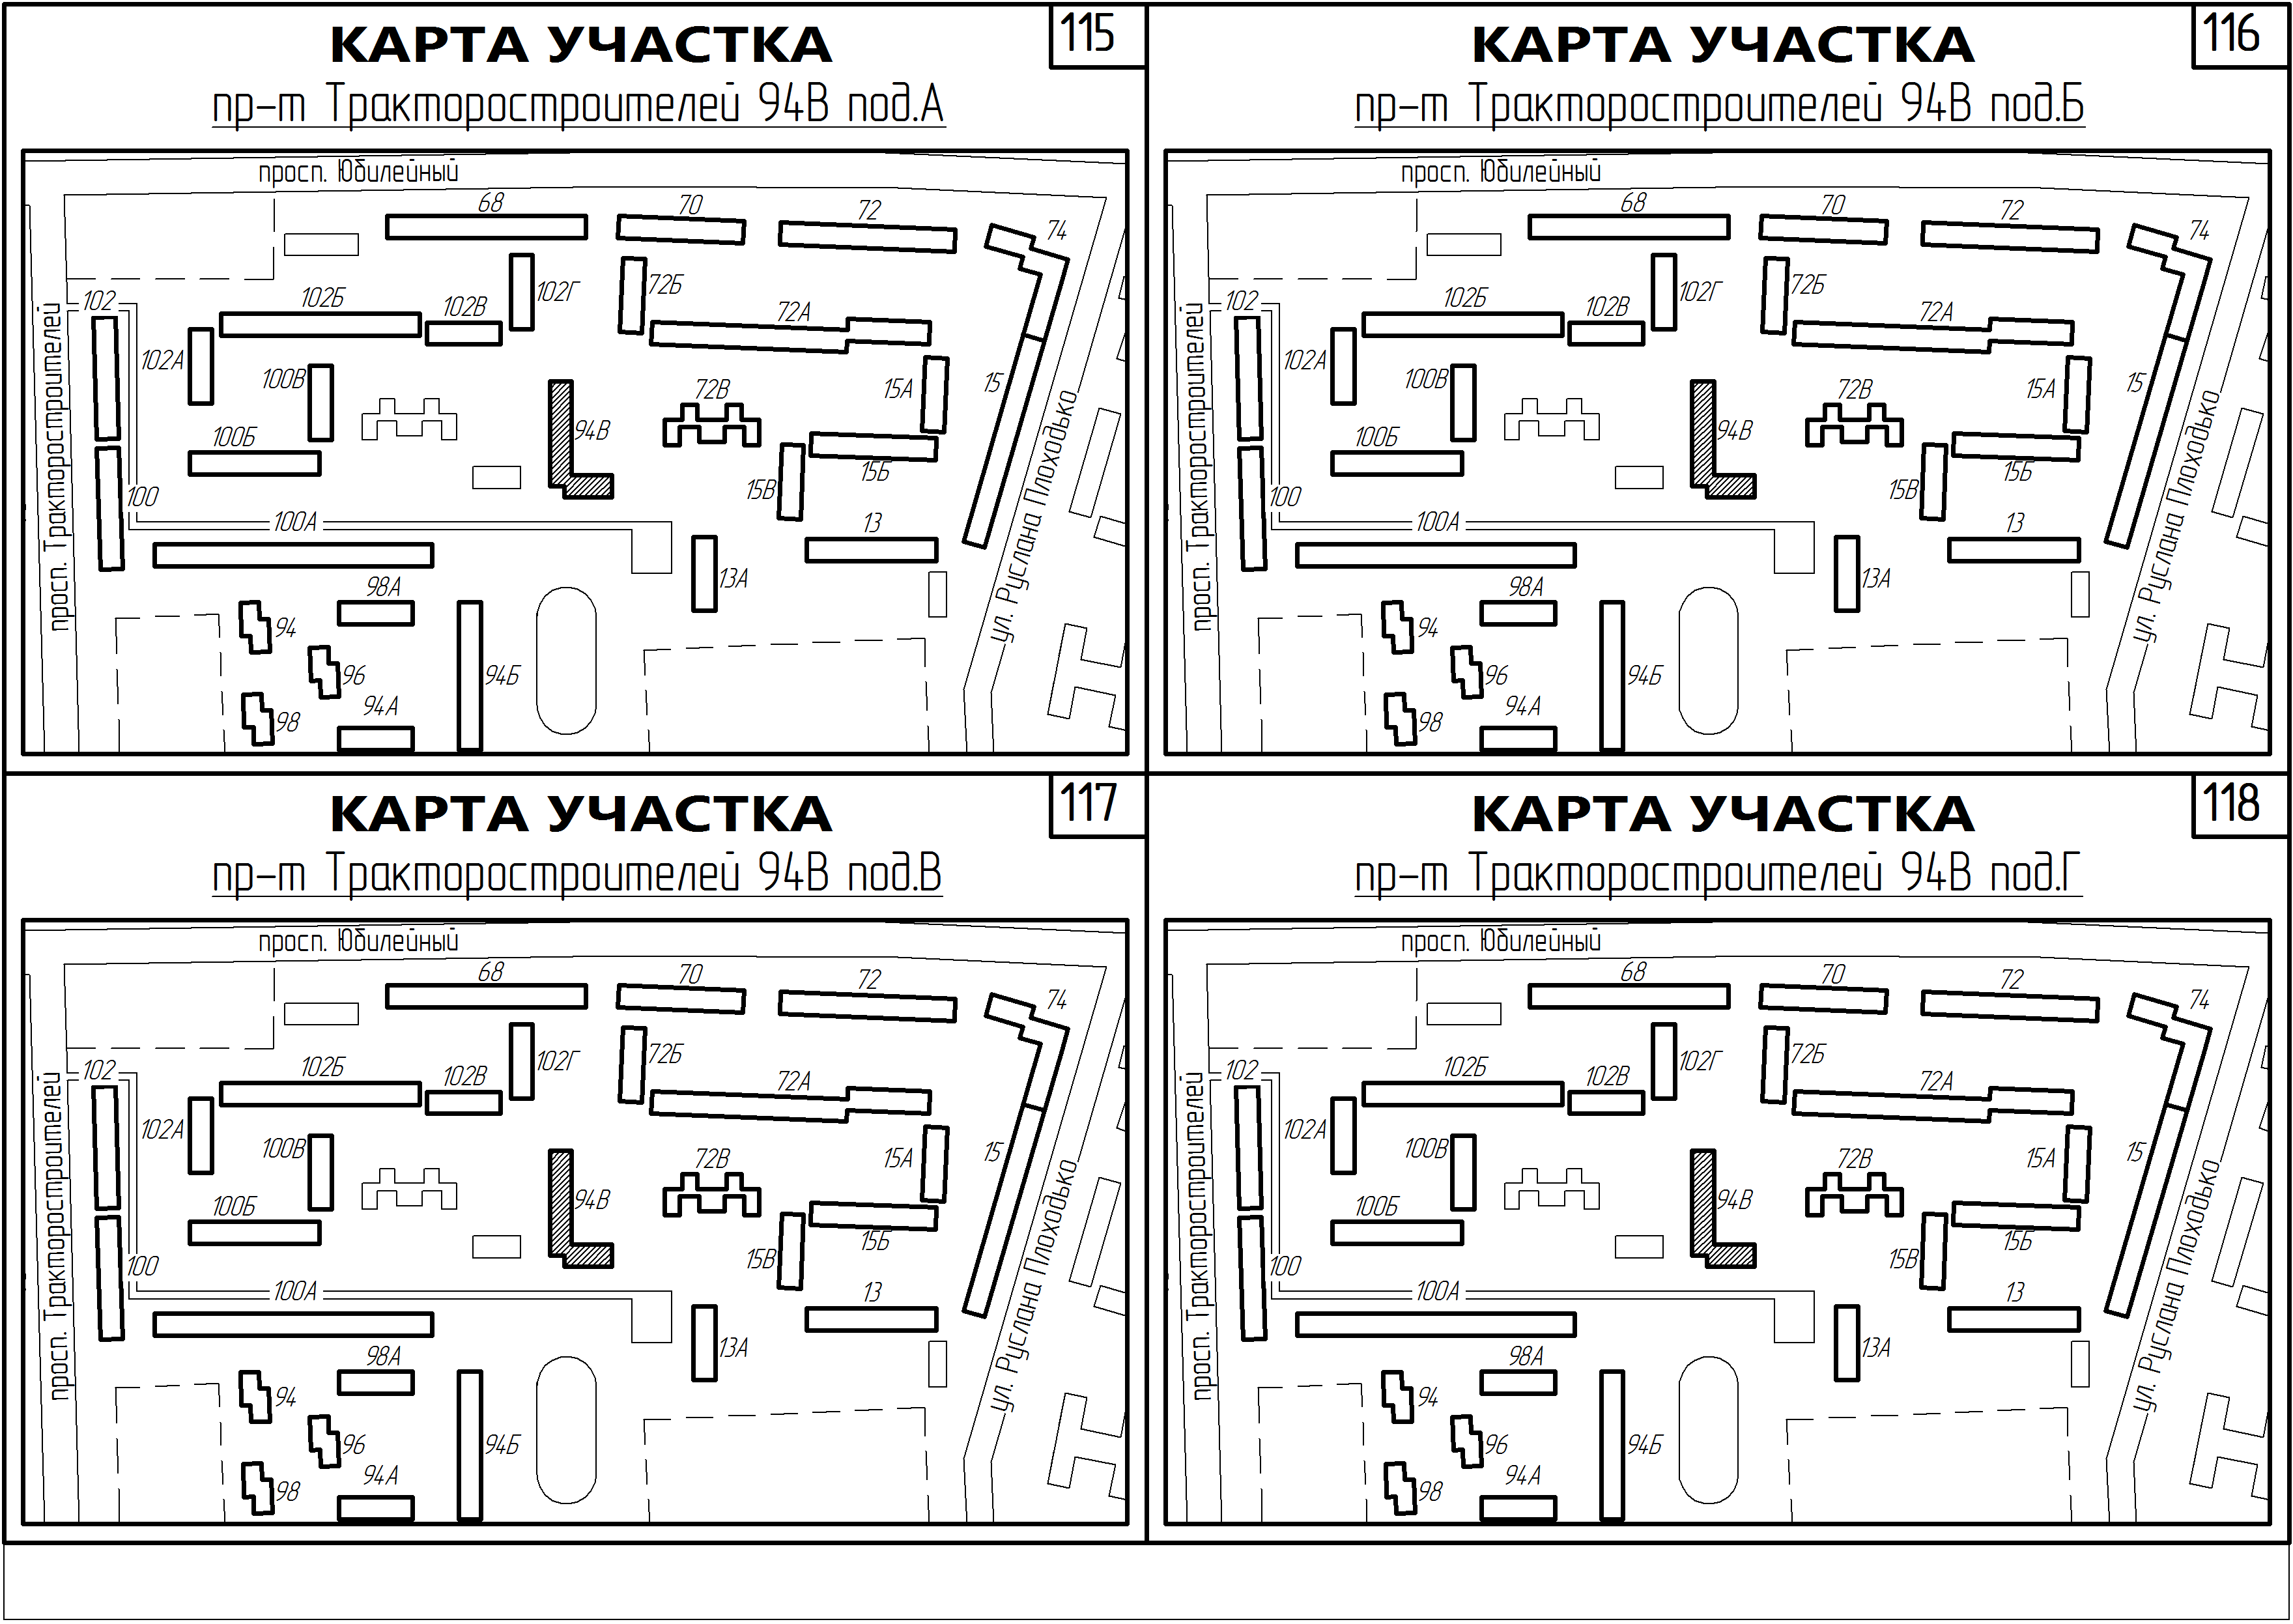 115
КАРТА УЧАСТКА
пр-т Тракторостроителей 94В под.А
просп. Юбилейный
68
70
72
74
102
102Б
102В
102Г
72Б
72А
102А
100В
72В
15А
15
94В
100Б
15Б
15В
100
100А
13
13А
98А
94
96
94Б
94А
98
просп. Тракторостроителей
ул. Руслана Плоходько
116
КАРТА УЧАСТКА
пр-т Тракторостроителей 94В под.Б
просп. Юбилейный
68
70
72
74
102
102Б
102В
102Г
72Б
72А
102А
100В
72В
15А
15
94В
100Б
15Б
15В
100
100А
13
13А
98А
94
96
94Б
94А
98
просп. Тракторостроителей
ул. Руслана Плоходько
117
КАРТА УЧАСТКА
пр-т Тракторостроителей 94В под.В
просп. Юбилейный
68
70
72
74
102
102Б
102В
102Г
72Б
72А
102А
100В
72В
15А
15
94В
100Б
15Б
15В
100
100А
13
13А
98А
94
96
94Б
94А
98
просп. Тракторостроителей
ул. Руслана Плоходько
118
КАРТА УЧАСТКА
пр-т Тракторостроителей 94В под.Г
просп. Юбилейный
68
70
72
74
102
102Б
102В
102Г
72Б
72А
102А
100В
72В
15А
15
94В
100Б
15Б
15В
100
100А
13
13А
98А
94
96
94Б
94А
98
просп. Тракторостроителей
ул. Руслана Плоходько